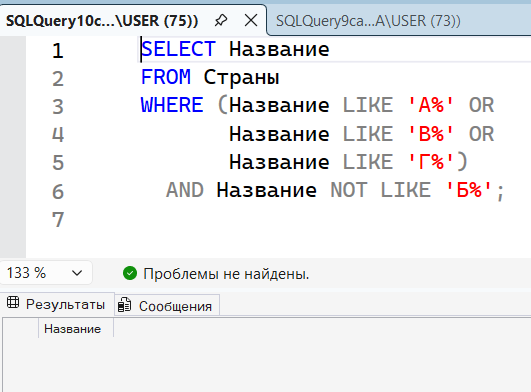 SQLQuery10c...\USER (75)) SQLQuery9ca...A\USER (73))
1 SELECT Название
2 FROM Страны
3 WHERE (Название LIKE 'А%' OR
4 Название LIKE 'В%' OR
5 Название LIKE 'Г%')
6 AND Название NOT LIKE 'Б%';
7
133 % Проблемы не найдены.
Результаты Сообщения
Название